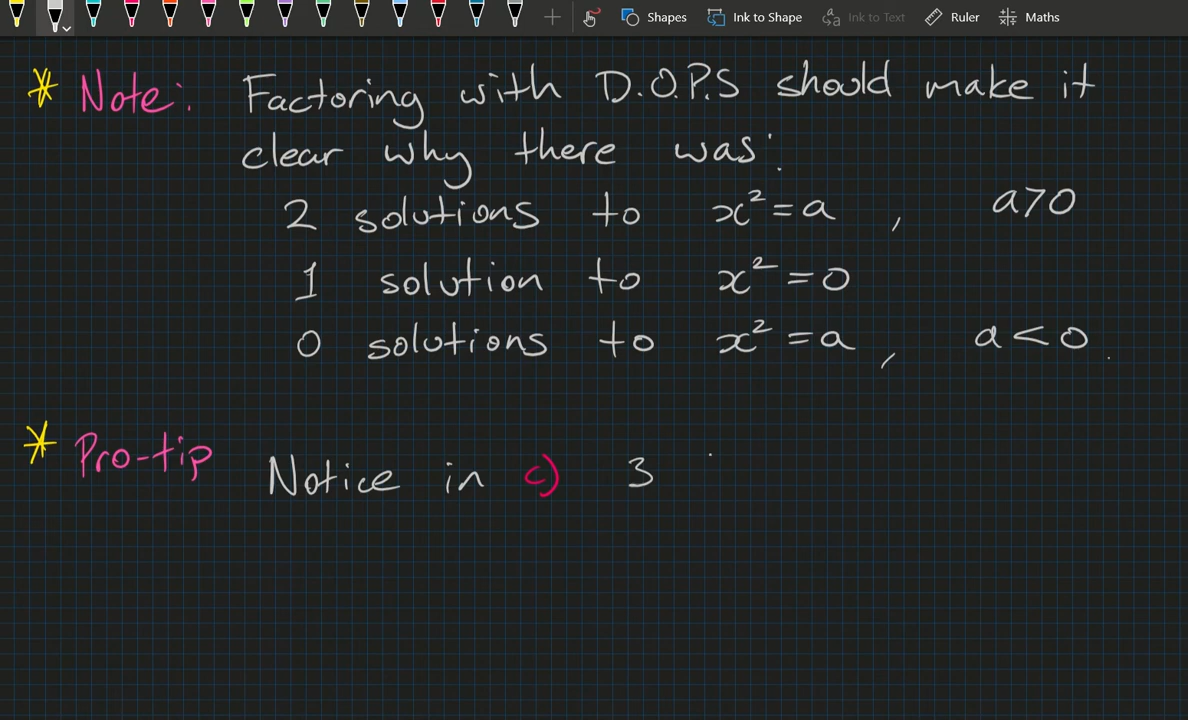 Shapes Ink to Shape Ink to Text Ruler Maths
* Note: Factoring with D.O.P.S should make it
clear why there was:
2 solutions to x² = a , a>0
1 solution to x² = 0
0 solutions to x² = a , a<0.
* Pro-tip Notice in c) 3